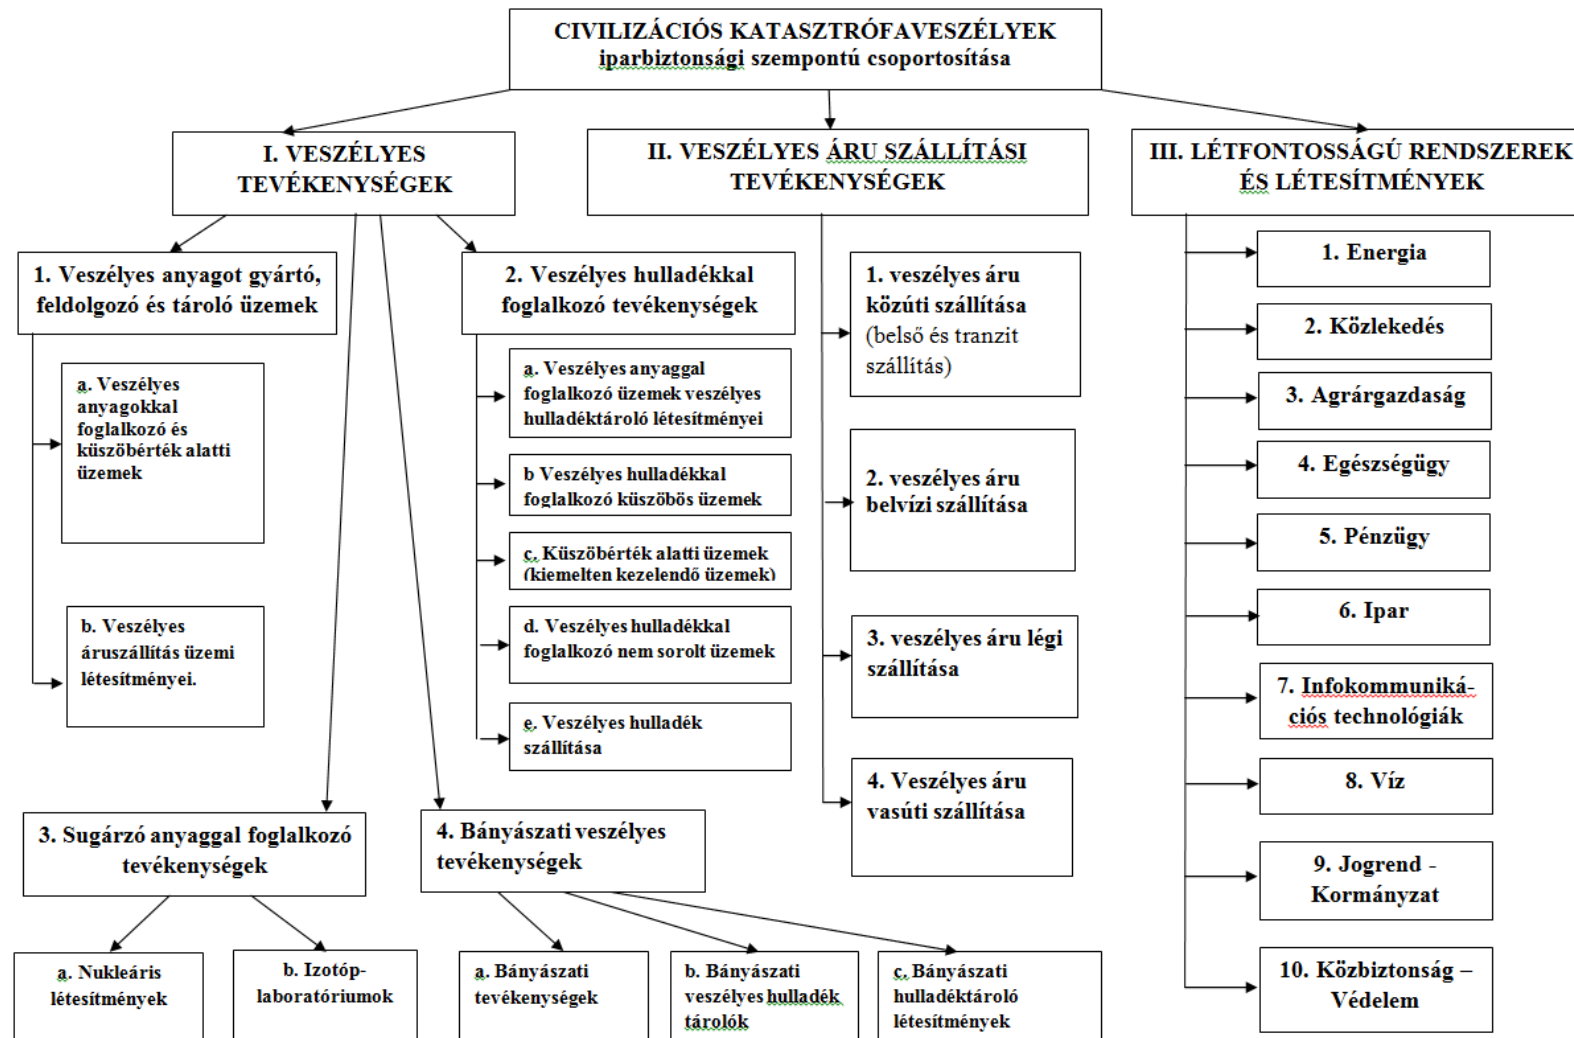 CIVILIZÁCIÓS KATASZTRÓFAVESZÉLYEK
iparbiztonsági szempontú csoportosítása
I. VESZÉLYES
TEVÉKENYSÉGEK
II. VESZÉLYES ÁRU SZÁLLÍTÁSI
TEVÉKENYSÉGEK
III. LÉTFONTOSSÁGÚ RENDSZEREK
ÉS LÉTESÍTMÉNYEK
1. Veszélyes anyagot gyártó,
feldolgozó és tároló üzemek
a. Veszélyes
anyagokkal
foglalkozó és
küszöbérték alatti
üzemek
b. Veszélyes
áruszállítás üzemi
létesítményei.
2. Veszélyes hulladékkal
foglalkozó tevékenységek
a. Veszélyes anyaggal
foglalkozó üzemek veszélyes
hulladéktároló létesítményei
b Veszélyes hulladékkal
foglalkozó küszöbös üzemek
c. Küszöbérték alatti üzemek
(kiemelten kezelendő üzemek)
d. Veszélyes hulladékkal
foglalkozó nem sorolt üzemek
e. Veszélyes hulladék
szállítása
3. Sugárzó anyaggal foglalkozó
tevékenységek
a. Nukleáris
létesítmények
b. Izotóp-
laboratóriumok
4. Bányászati veszélyes
tevékenységek
a. Bányászati
tevékenységek
b. Bányászati
veszélyes hulladék
tárolók
c. Bányászati
hulladéktároló
létesítmények
1. veszélyes áru
közúti szállítása
(belső és tranzit
szállítás)
2. veszélyes áru
belvízi szállítása
3. veszélyes áru légi
szállítása
4. Veszélyes áru
vasúti szállítása
1. Energia
2. Közlekedés
3. Agrárgazdaság
4. Egészségügy
5. Pénzügy
6. Ipar
7. Infokommuniká-
ciós technológiák
8. Víz
9. Jogrend -
Kormányzat
10. Közbiztonság –
Védelem